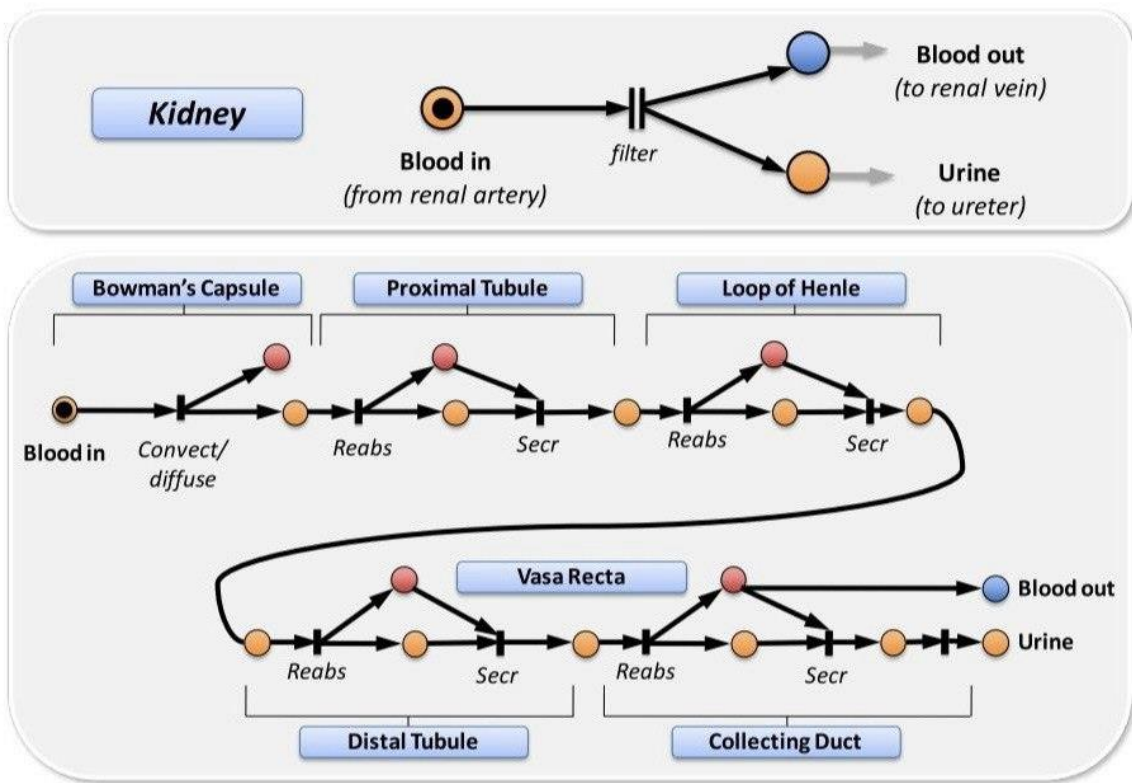 Kidney
Blood in
(from renal artery)
filter
Blood out
(to renal vein)
Urine
(to ureter)
Bowman's Capsule
Proximal Tubule
Loop of Henle
Blood in
Convect/
diffuse
Reabs
Secr
Reabs
Secr
Vasa Recta
Blood out
Urine
Reabs
Secr
Reabs
Secr
Distal Tubule
Collecting Duct